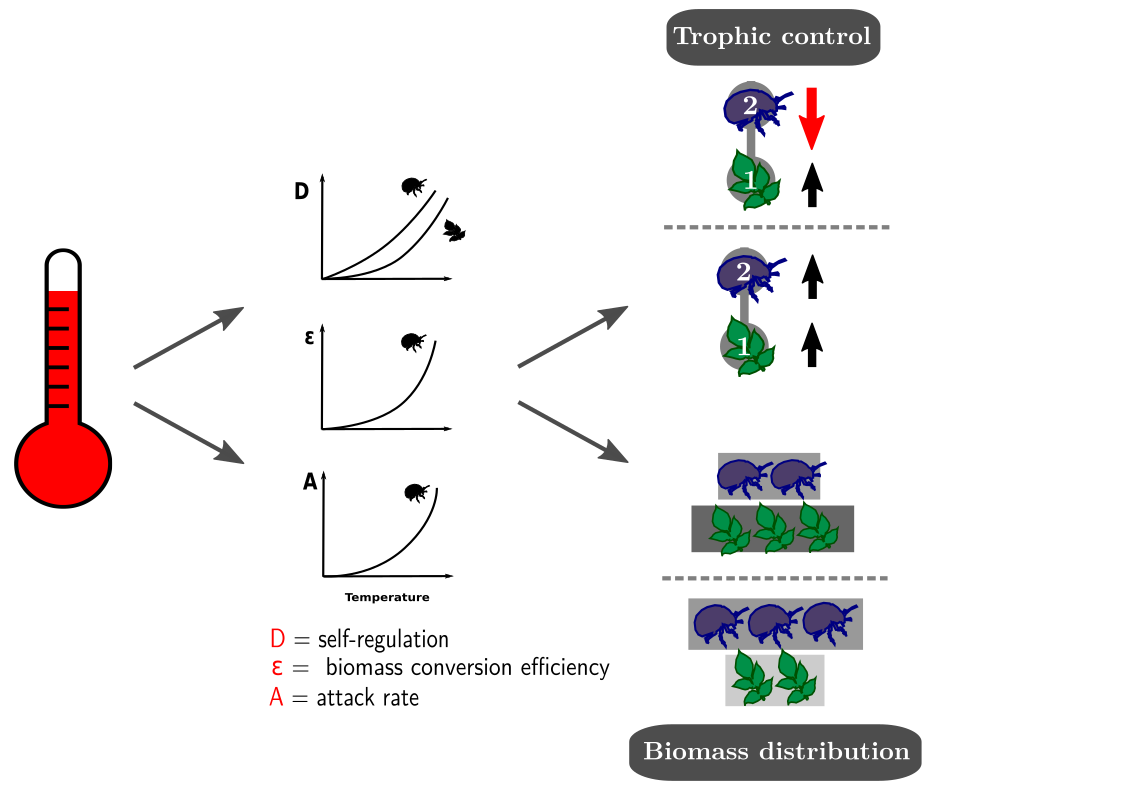 Trophic control
2
1
2
1
D
ε
A
Temperature
D = self-regulation
ε = biomass conversion efficiency
A = attack rate
Biomass distribution